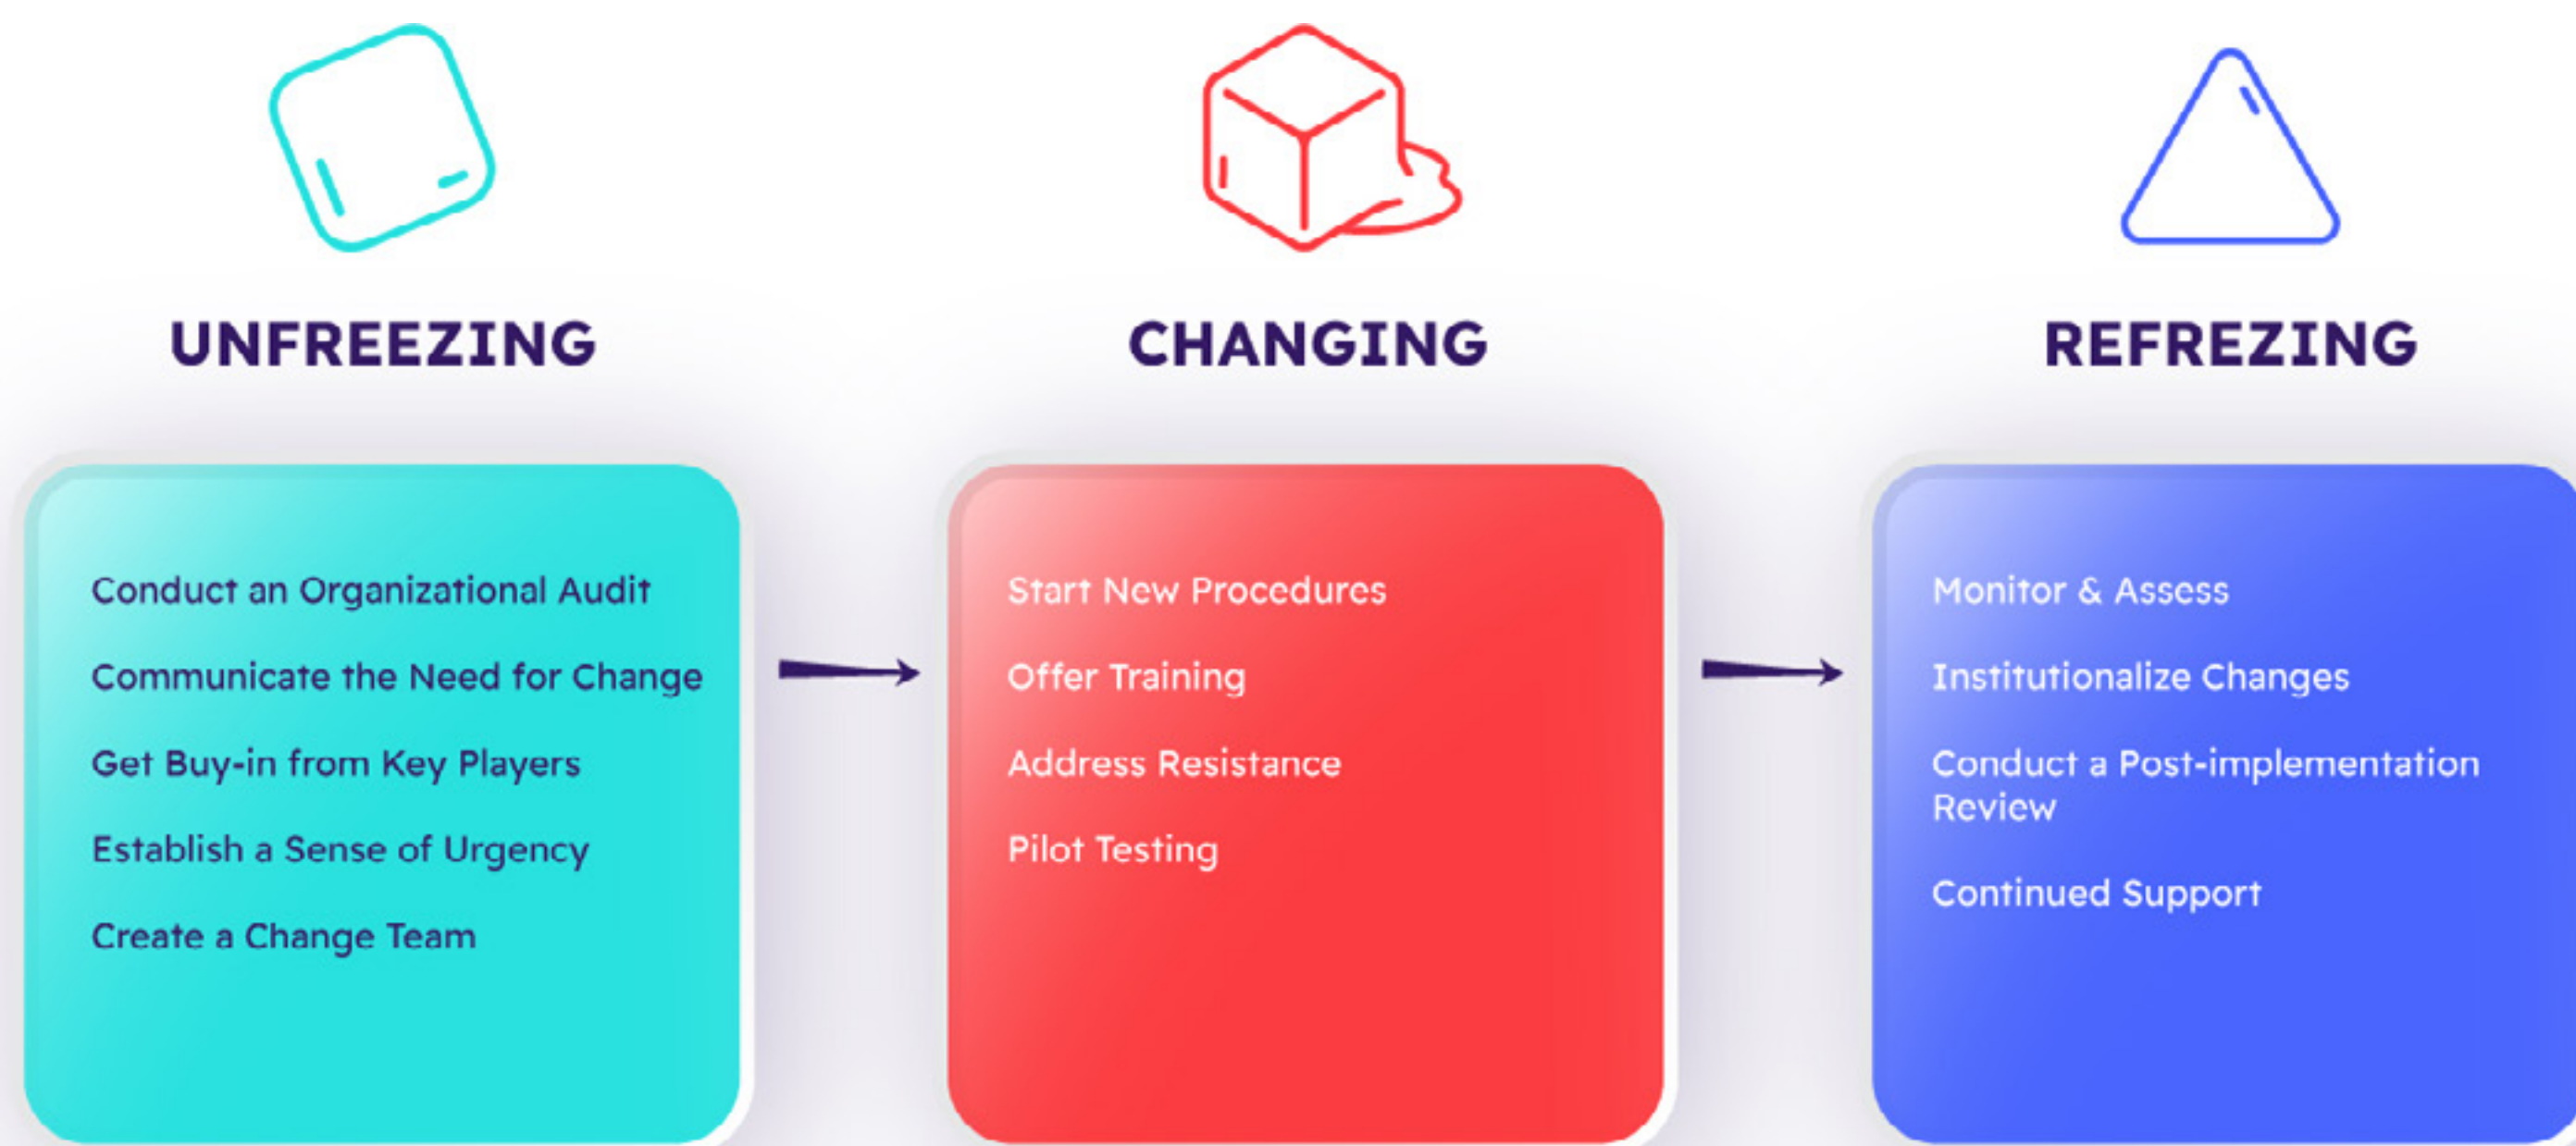 UNFREEZING
Conduct an Organizational Audit
Communicate the Need for Change
Get Buy-in from Key Players
Establish a Sense of Urgency
Create a Change Team
CHANGING
Start New Procedures
Offer Training
Address Resistance
Pilot Testing
REFREZING
Monitor & Assess
Institutionalize Changes
Conduct a Post-implementation
Review
Continued Support